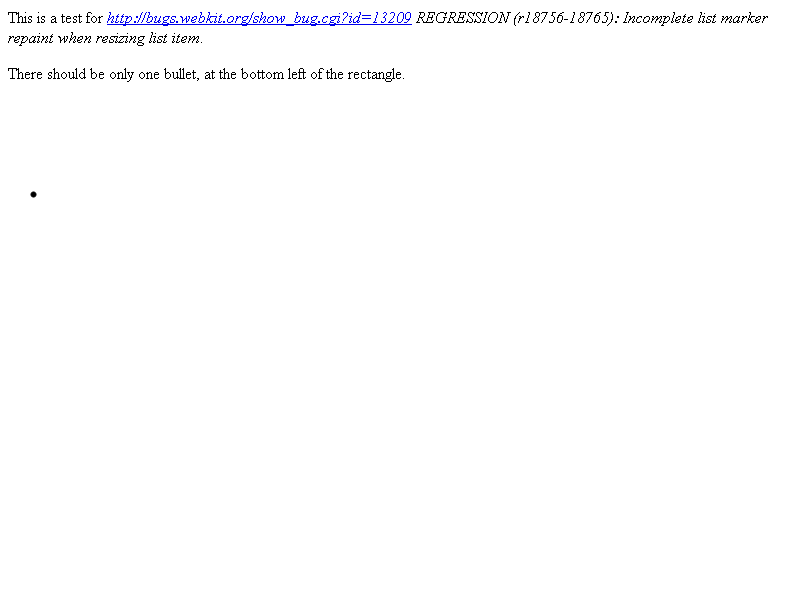 This is a test for http://bugs.webkit.org/show_bug.cgi?id=13209 REGRESSION (r18756-18765): Incomplete list marker
repaint when resizing list item.
There should be only one bullet, at the bottom left of the rectangle.